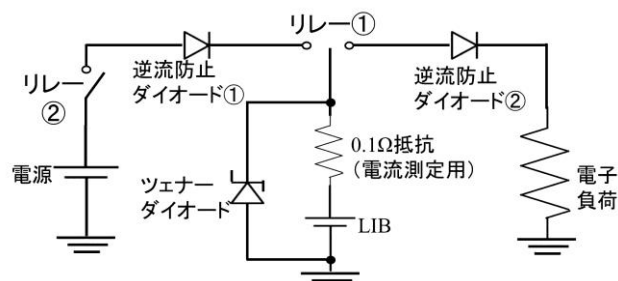 リレー①
リレー
②
逆流防止
ダイオード①
逆流防止
ダイオード②
電源
ツェナー
ダイオード
0.1Ω抵抗
(電流測定用)
LIB
電子
負荷